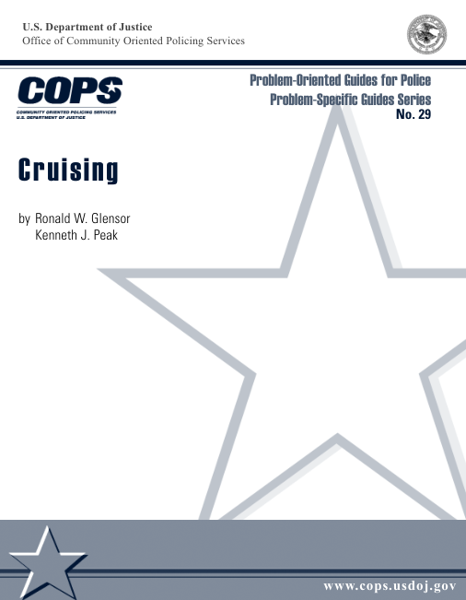 U.S. Department of Justice
Office of Community Oriented Policing Services
COPS
COMMUNITY ORIENTED POLICING SERVICES
U.S. DEPARTMENT OF JUSTICE
Problem-Oriented Guides for Police
Problem-Specific Guides Series
No. 29
Cruising
by Ronald W. Glensor
Kenneth J. Peak
www.cops.usdoj.gov